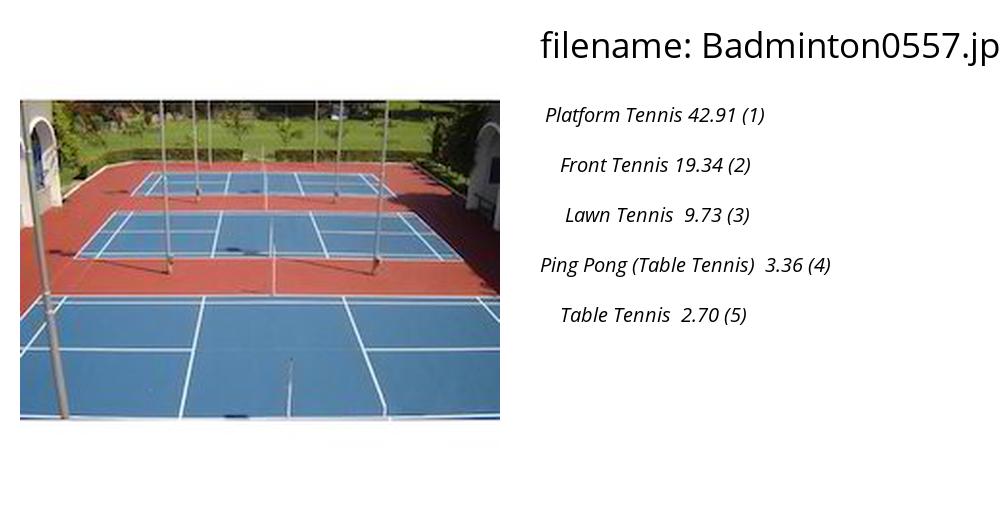 filename: Badminton0557.jp
Platform Tennis 42.91 (1)
Front Tennis 19.34 (2)
Lawn Tennis 9.73 (3)
Ping Pong (Table Tennis) 3.36 (4)
Table Tennis 2.70 (5)